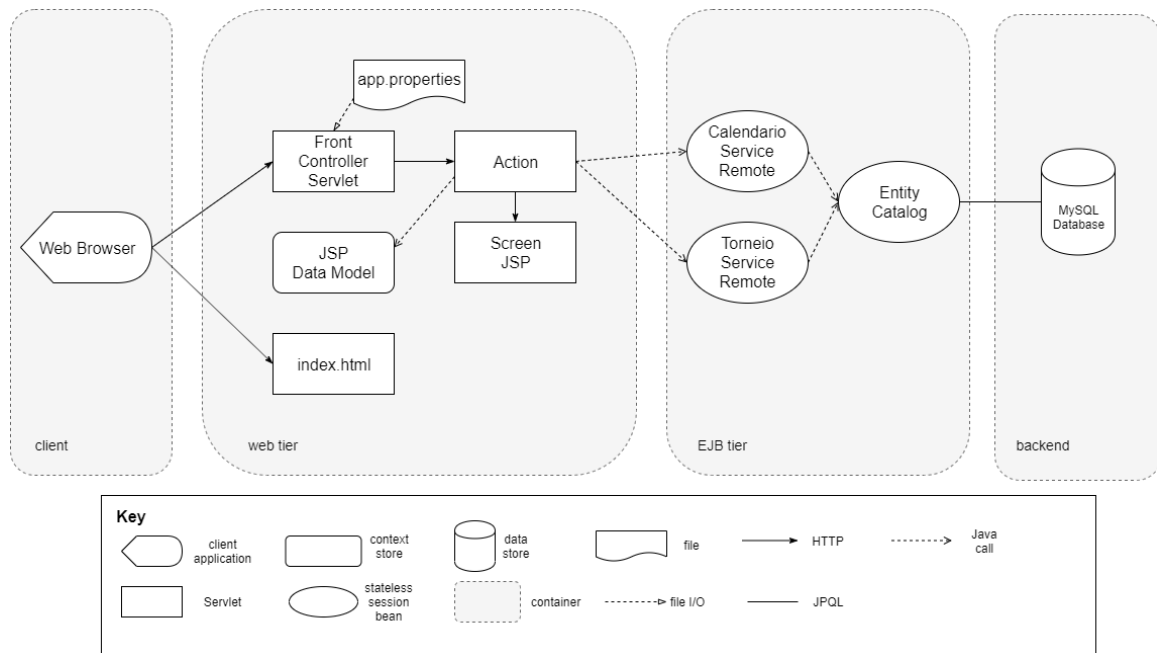 app.properties
Front
Controller
Servlet
Action
Calendario
Service
Remote
Entity
Catalog
MySQL
Database
Web Browser
JSP
Data Model
Screen
JSP
Torneio
Service
Remote
index.html
client
web tier
EJB tier
backend
Key
client
application
context
store
data
store
file
HTTP
Java
call
Servlet
stateless
session
bean
container
file I/O
JPQL